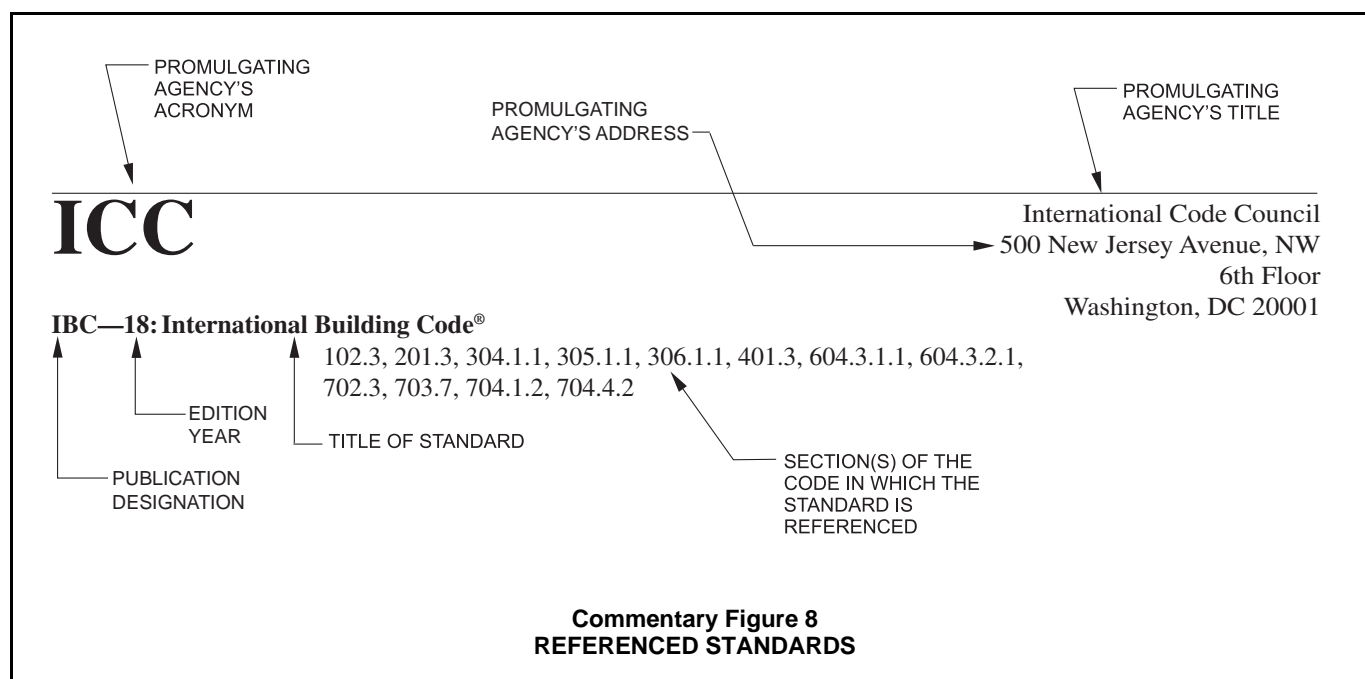 PROMULGATING
AGENCY'S
ACRONYM
PROMULGATING
AGENCY'S ADDRESS
PROMULGATING
AGENCY'S TITLE
ICC
International Code Council
500 New Jersey Avenue, NW
6th Floor
Washington, DC 20001
IBC—18: International Building Code®
102.3, 201.3, 304.1.1, 305.1.1, 306.1.1, 401.3, 604.3.1.1, 604.3.2.1,
702.3, 703.7, 704.1.2, 704.4.2
EDITION
YEAR
TITLE OF STANDARD
PUBLICATION
DESIGNATION
SECTION(S) OF THE
CODE IN WHICH THE
STANDARD IS
REFERENCED
Commentary Figure 8
REFERENCED STANDARDS